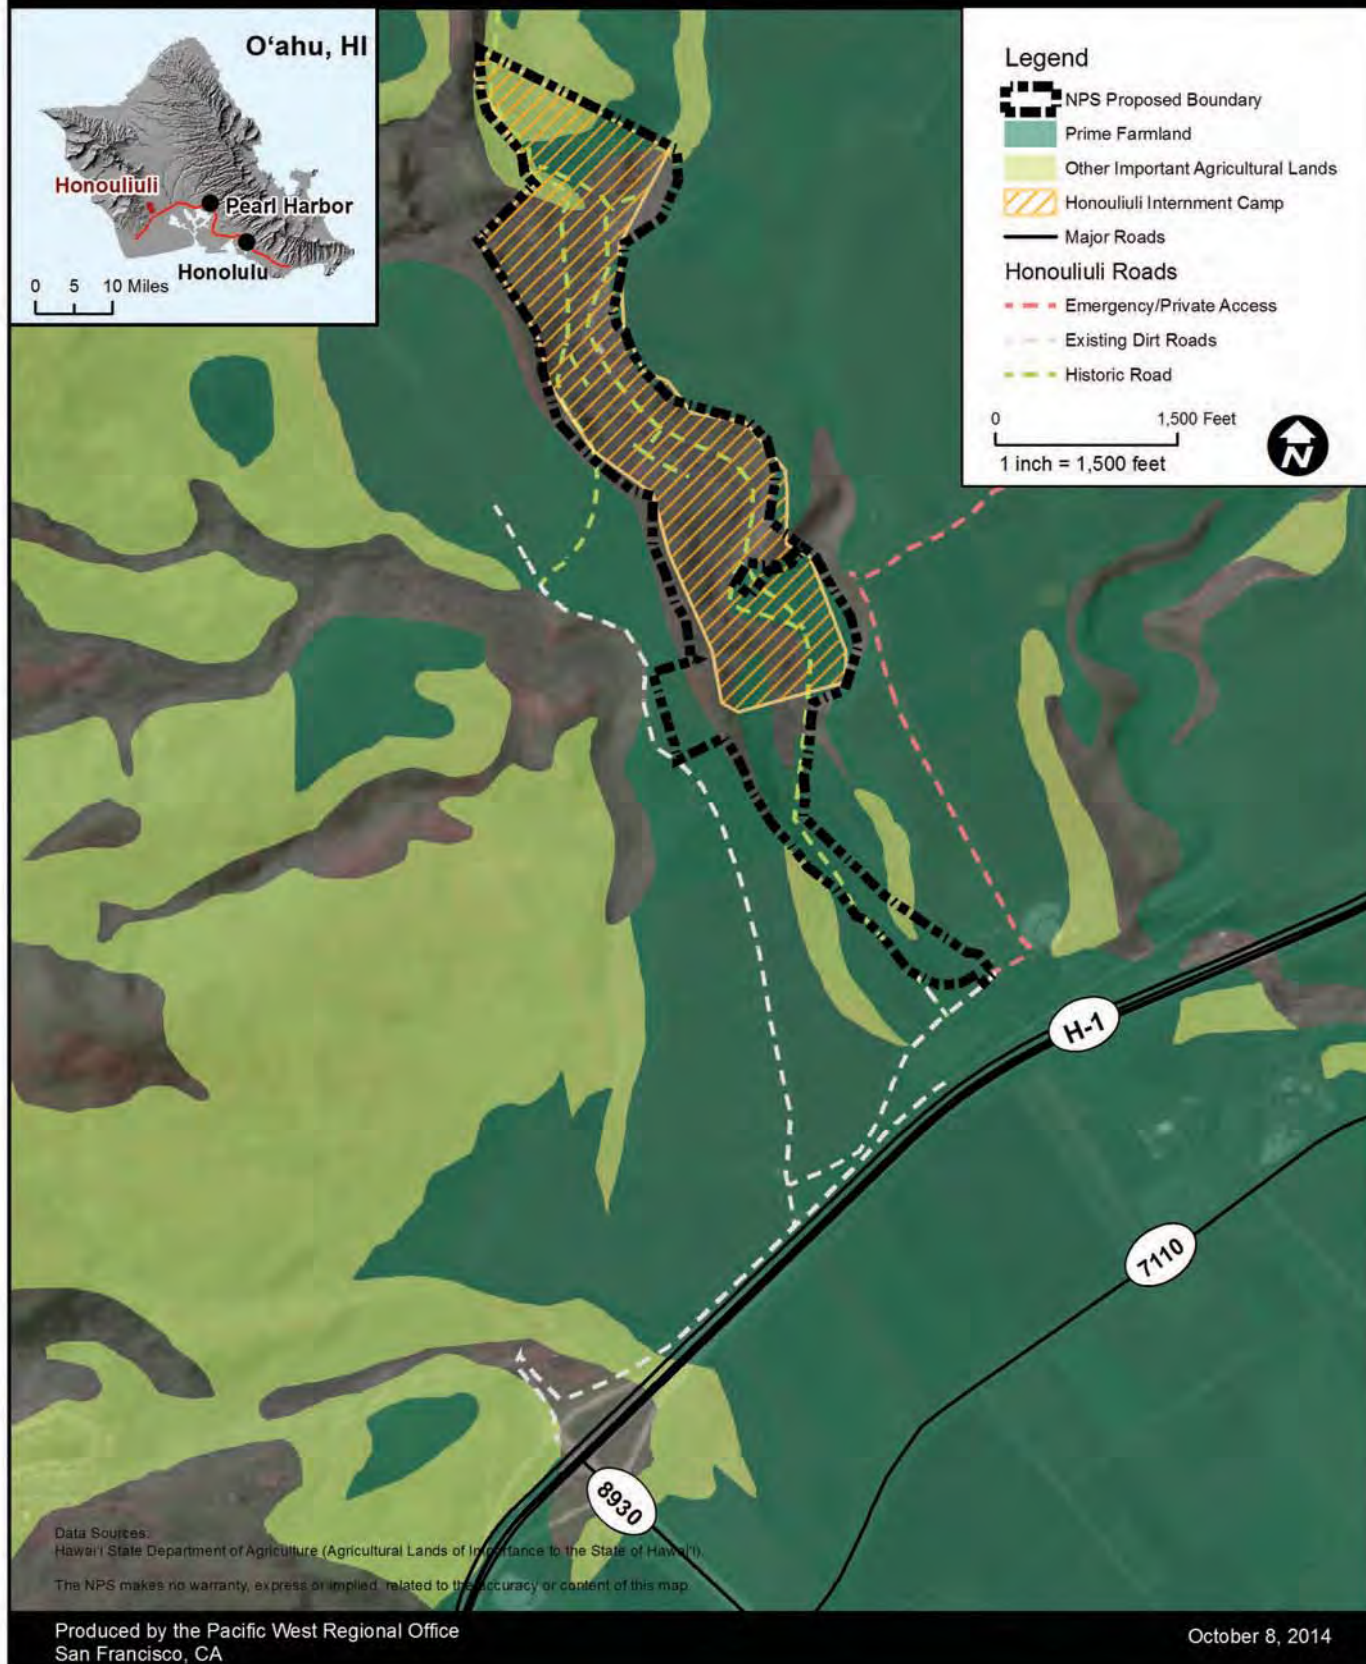 O‘ahu, HI
Honouliuli
Pearl Harbor
Honolulu
0 5 10 Miles
Legend
NPS Proposed Boundary
Prime Farmland
Other Important Agricultural Lands
Honouliuli Internment Camp
Major Roads
Honouliuli Roads
Emergency/Private Access
Existing Dirt Roads
Historic Road
0 1,500 Feet
1 inch = 1,500 feet
N
H-1
7110
8930
Data Sources:
Hawai‘i State Department of Agriculture (Agricultural Lands of Importance to the State of Hawai‘i).
The NPS makes no warranty, express or implied, related to the accuracy or content of this map.
Produced by the Pacific West Regional Office
San Francisco, CA
October 8, 2014